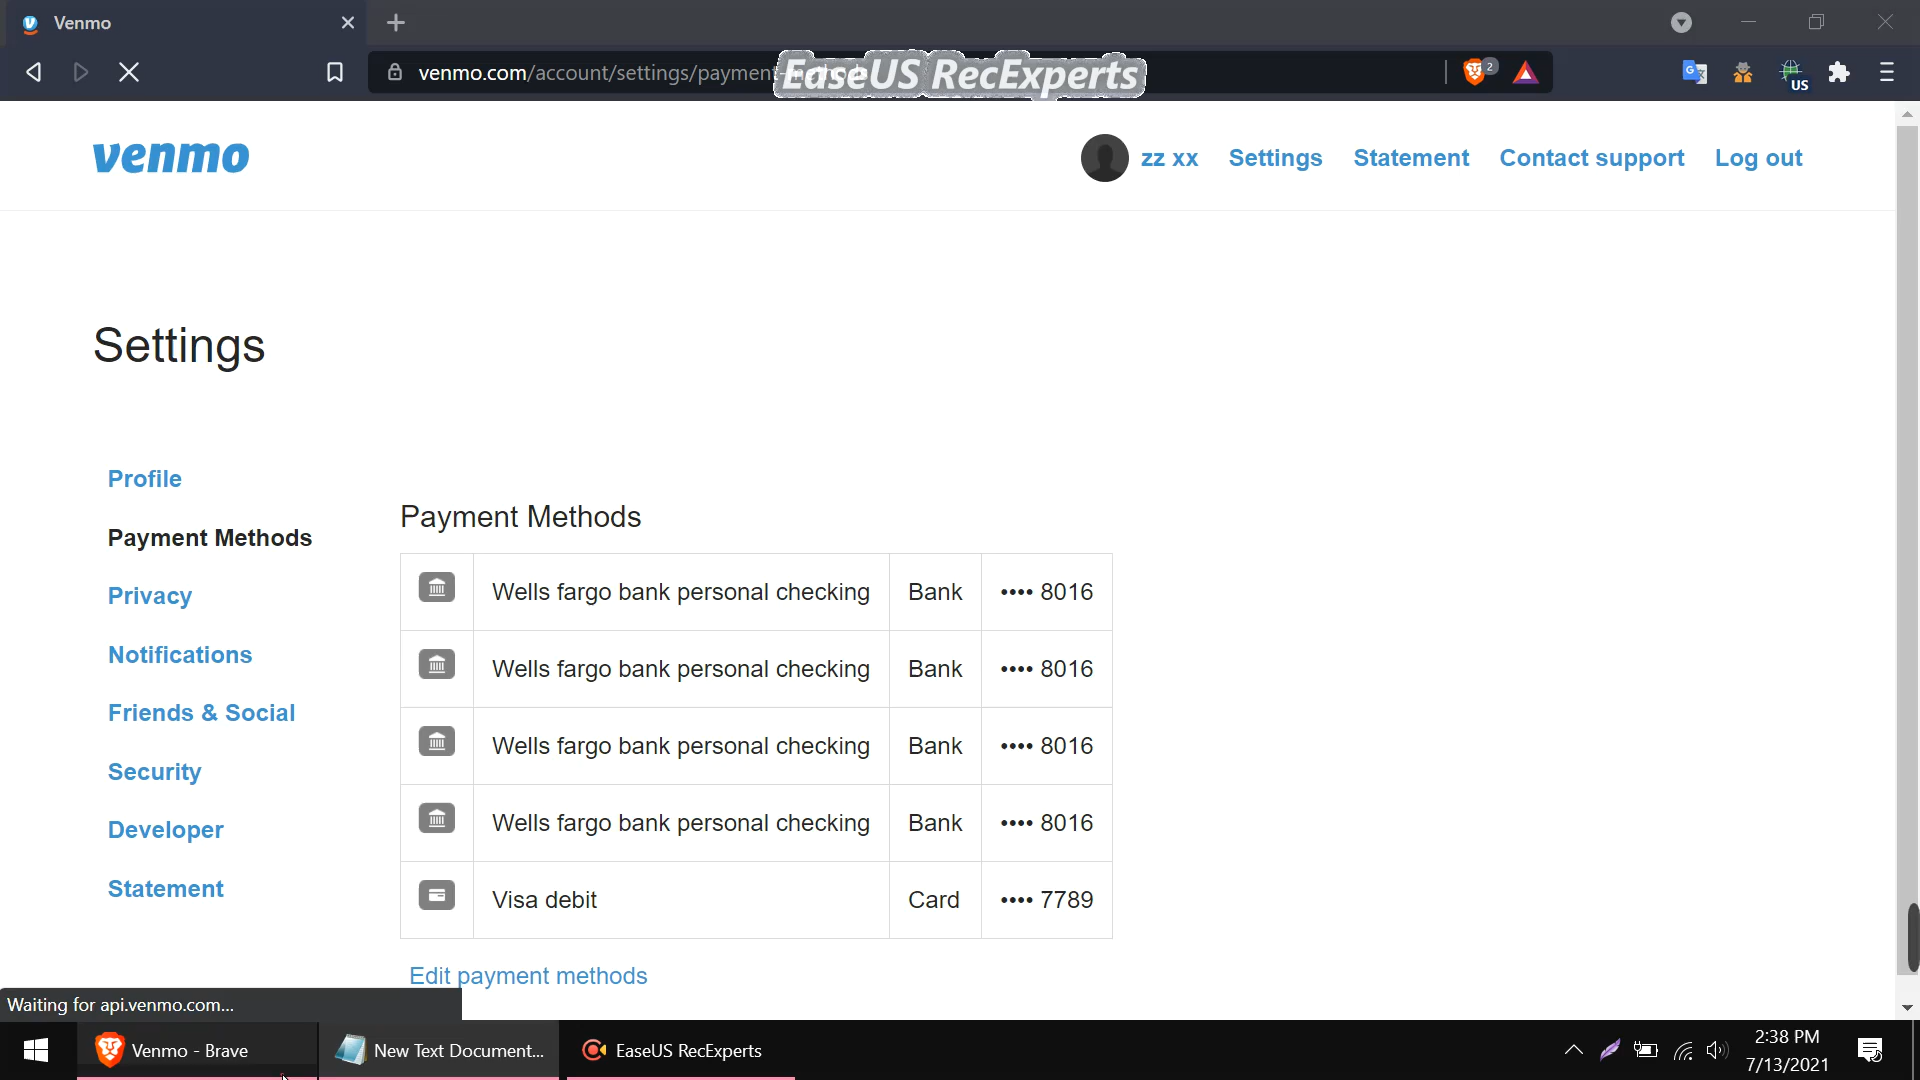 Venmo
venmo.com/account/settings/payment
EaseUS RecExperts
2
US
venmo
zz xx
Settings
Statement
Contact support
Log out
Settings
Profile
Payment Methods
Privacy
Notifications
Friends & Social
Security
Developer
Statement
Payment Methods
Wells fargo bank personal checking Bank •••• 8016
Wells fargo bank personal checking Bank •••• 8016
Wells fargo bank personal checking Bank •••• 8016
Wells fargo bank personal checking Bank •••• 8016
Visa debit Card •••• 7789
Edit payment methods
Waiting for api.venmo.com...
Venmo - Brave
New Text Document...
EaseUS RecExperts
2:38 PM
7/13/2021